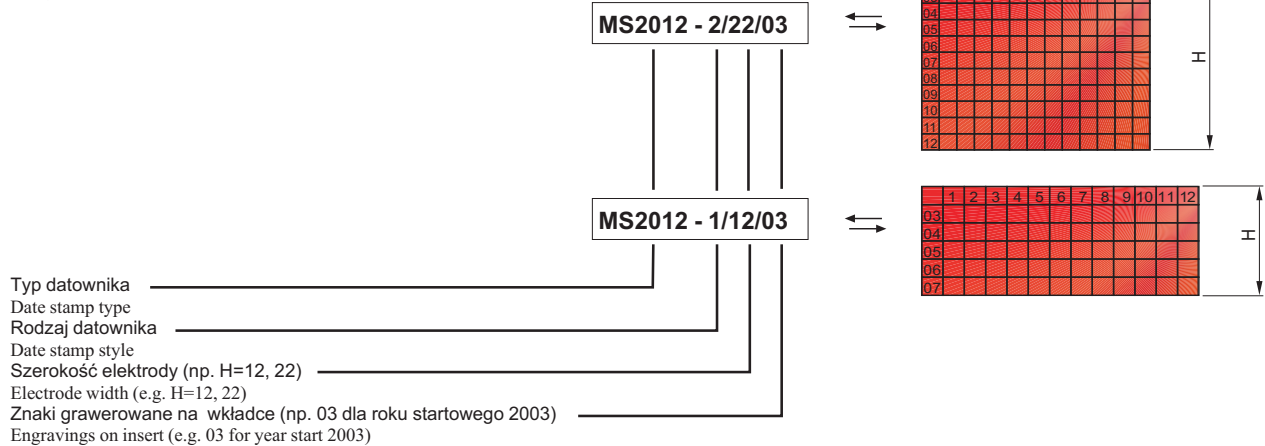 MS2012 - 2/22/03
04
05
06
07
08
09
10
11
12
H
1 2 3 4 5 6 7 8 9 10 11 12
MS2012 - 1/12/03
03
04
05
06
07
H
Typ datownika
Date stamp type
Rodzaj datownika
Date stamp style
Szerokość elektrody (np. H=12, 22)
Electrode width (e.g. H=12, 22)
Znaki grawerowane na wkładce (np. 03 dla roku startowego 2003)
Engravings on insert (e.g. 03 for year start 2003)